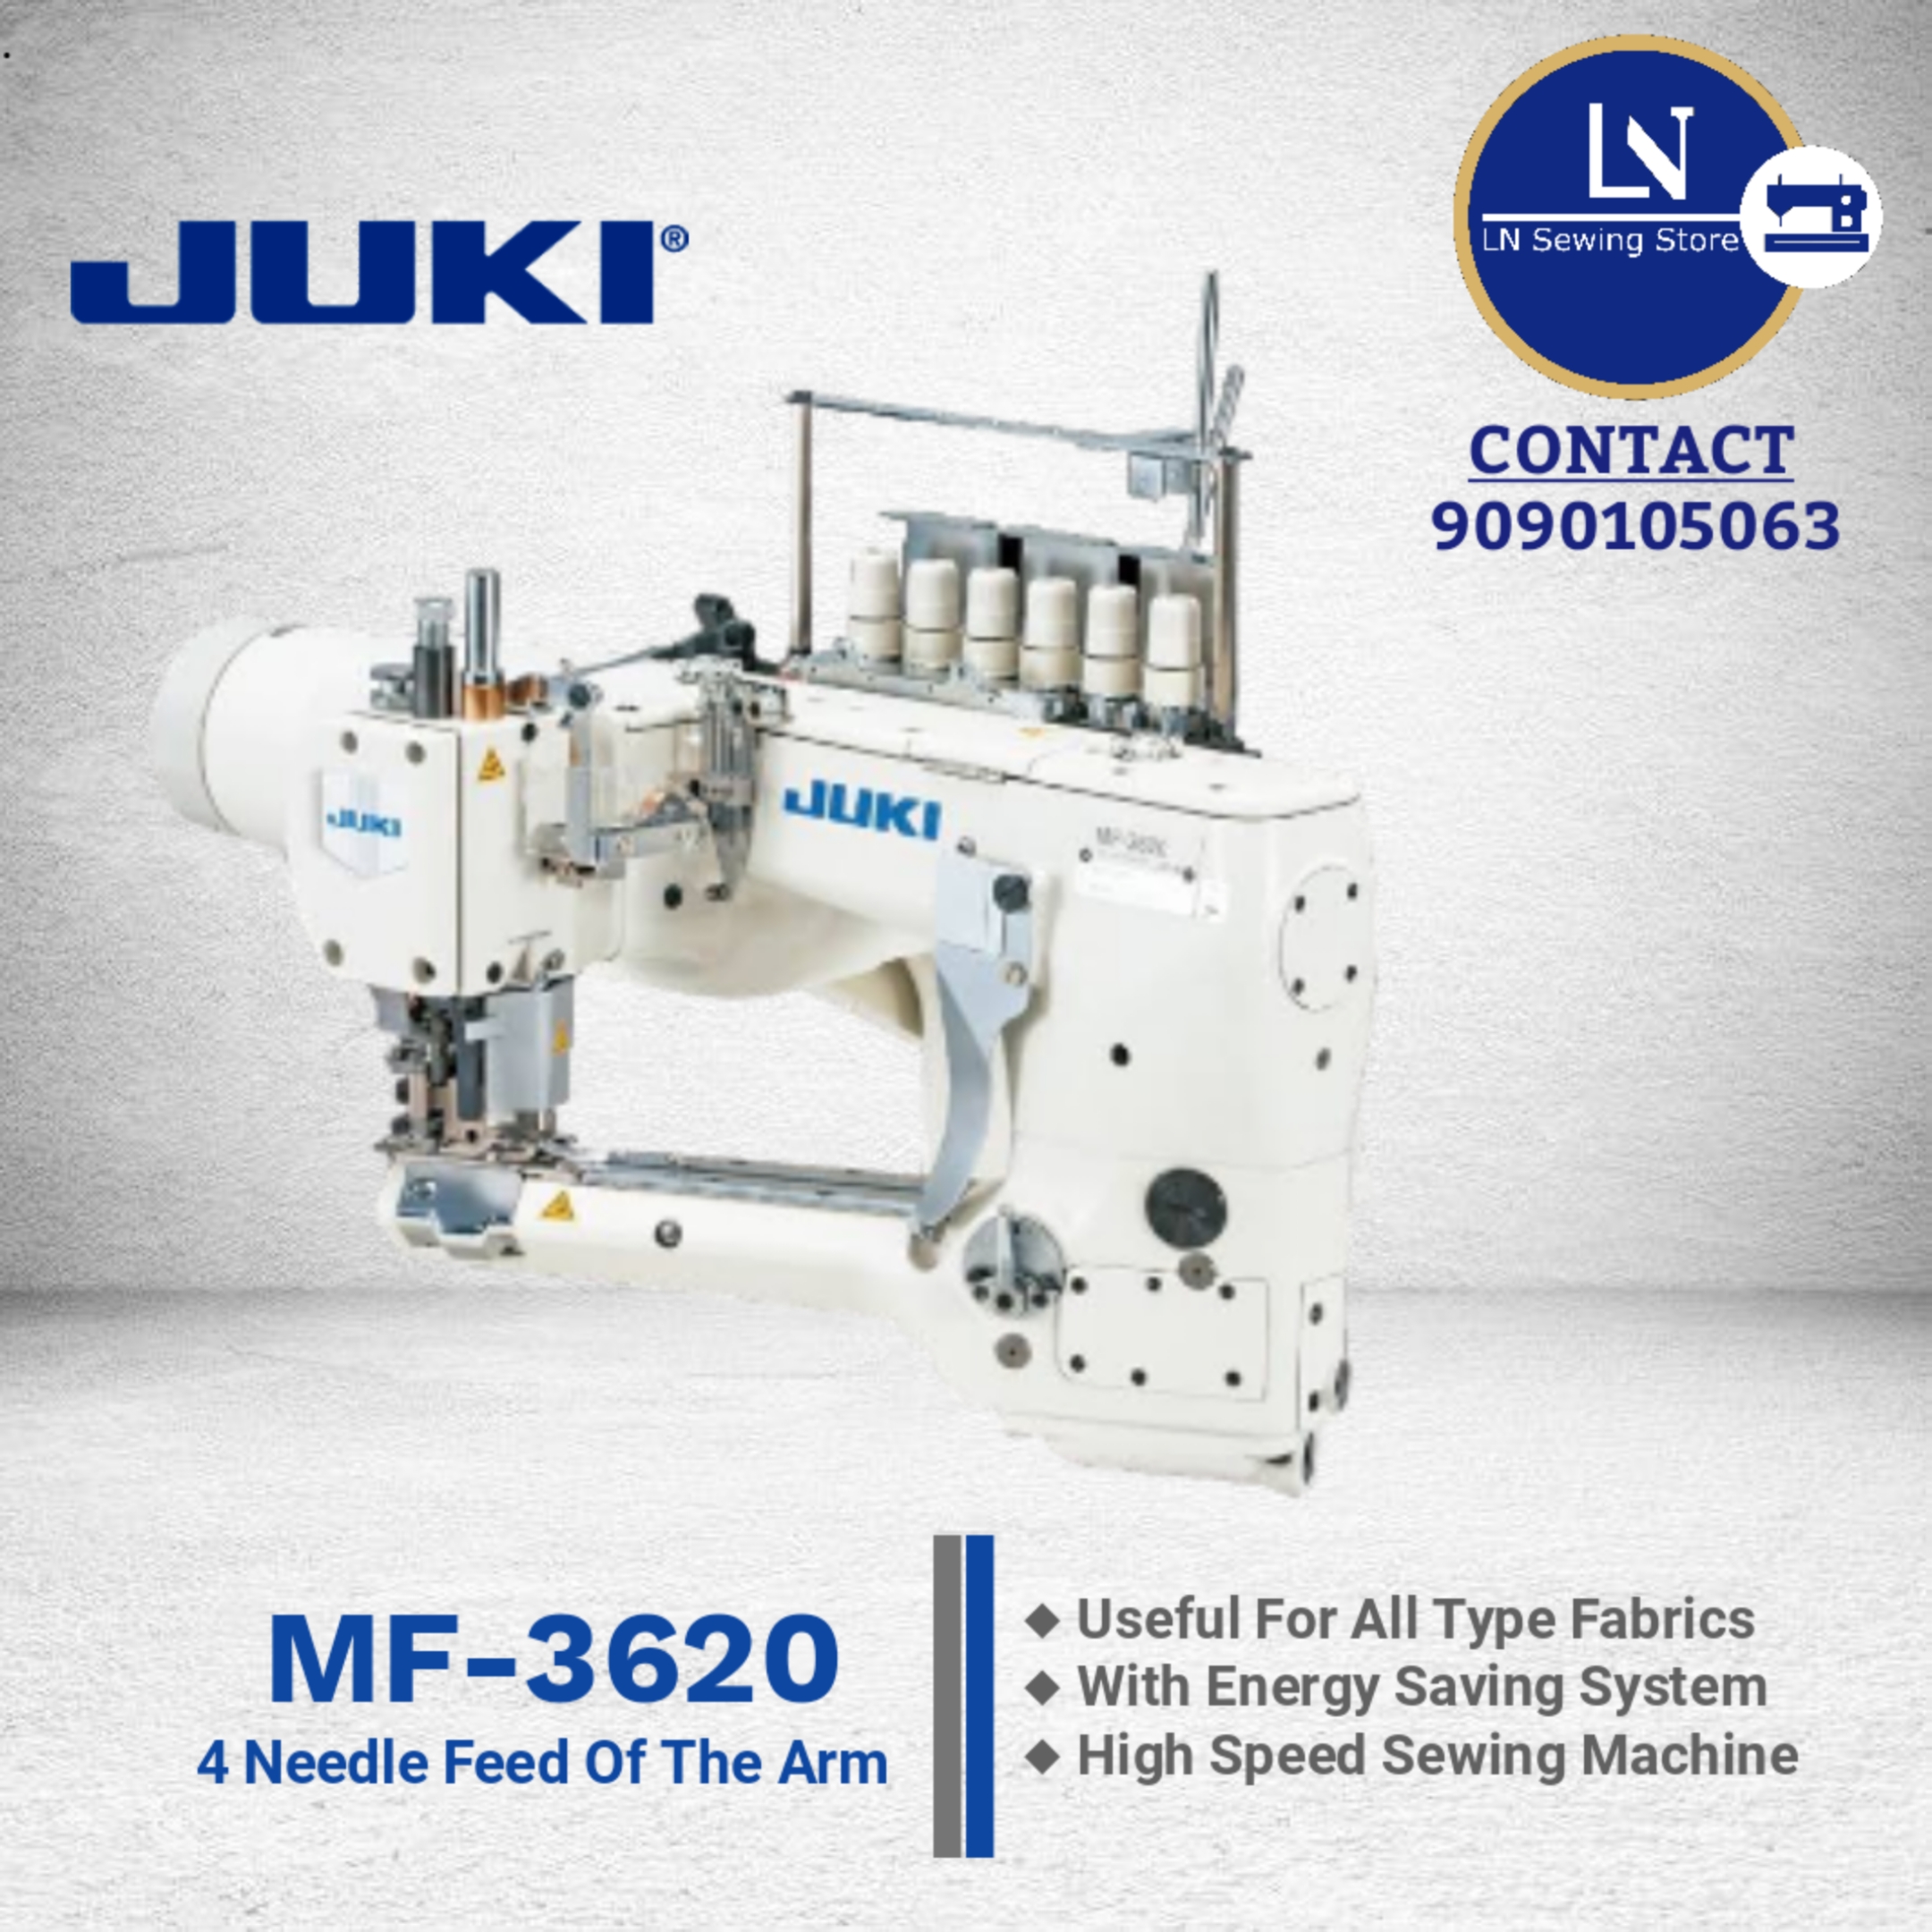 JUKI®
LN
LN Sewing Store
CONTACT
9090105063
JUKI
JUKI
MF-3620
4 Needle Feed Of The Arm
◆ Useful For All Type Fabrics
◆ With Energy Saving System
◆ High Speed Sewing Machine